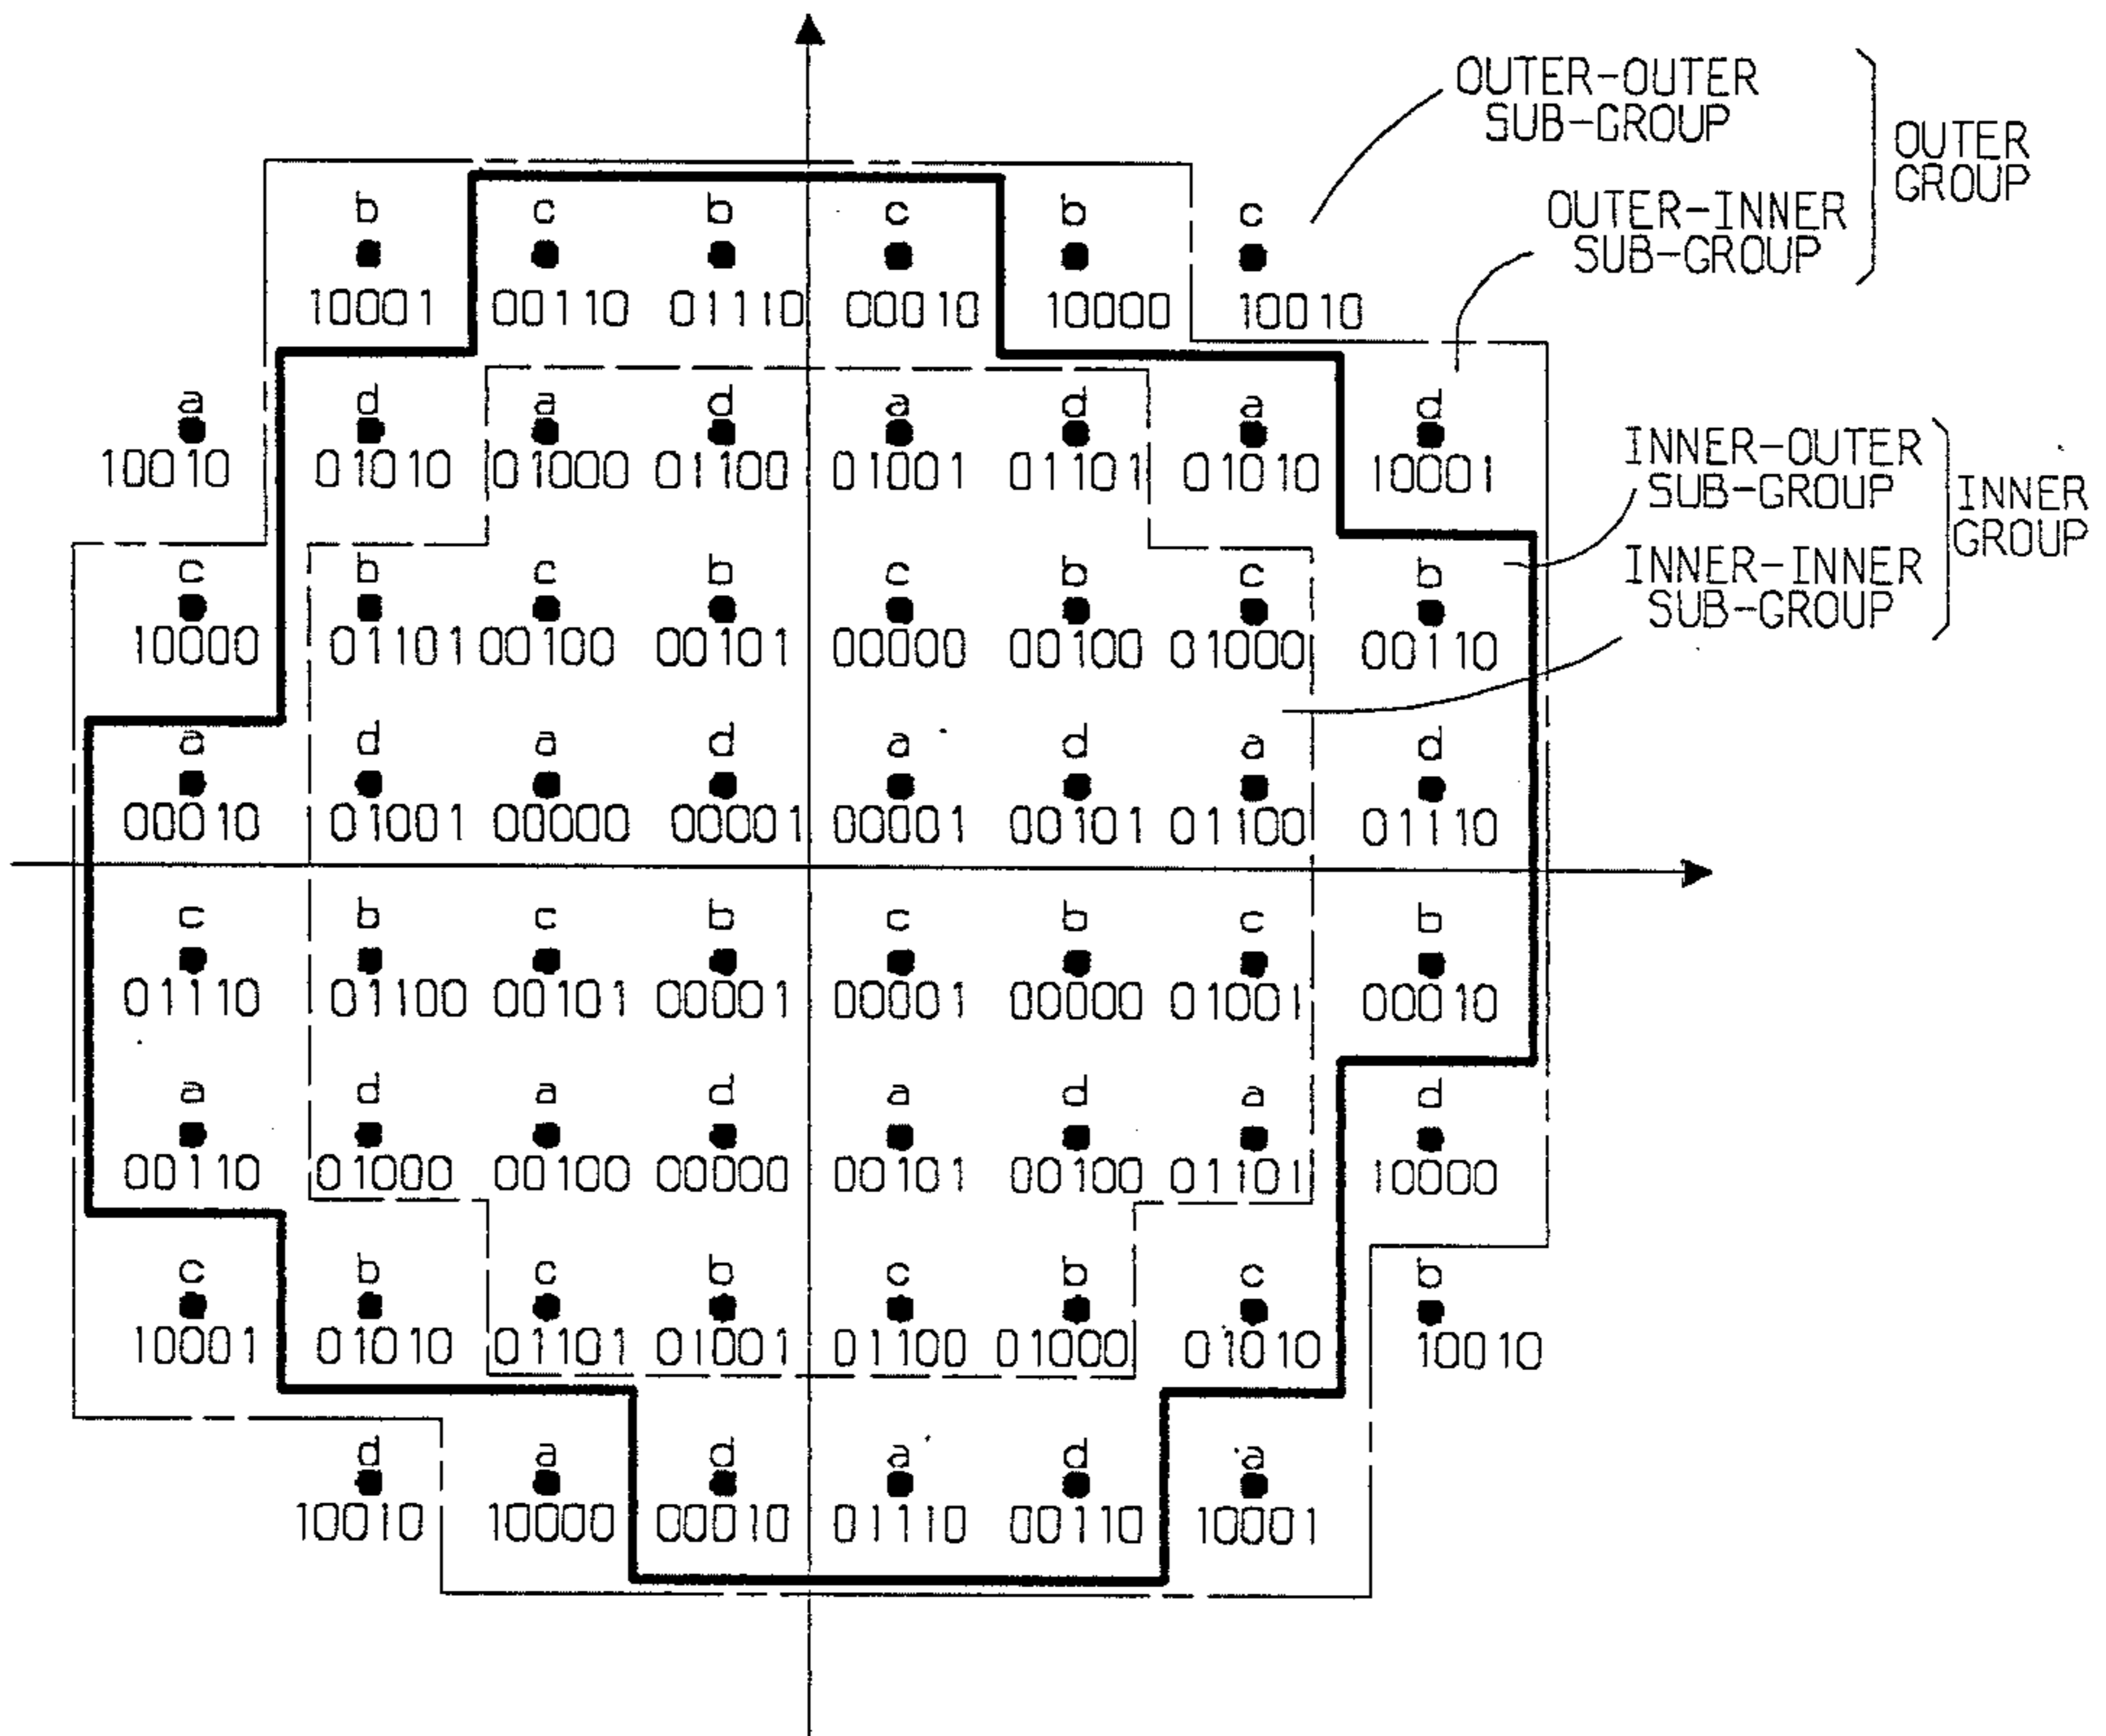 OUTER-OUTER
SUB-GROUP
OUTER-INNER
SUB-GROUP
OUTER
GROUP
b c b c b c
10001 00110 01110 00010 10000 10010
a d a d a d a d
10010 01010 01000 01100 01001 01101 01010 10001
INNER-OUTER
SUB-GROUP
INNER-INNER
SUB-GROUP
INNER
GROUP
c b c b c b c b
10000 01101 00100 00101 00000 00100 01000 00110
a d a d a d a d
00010 01001 00000 00001 00001 00101 01100 01110
c b c b c b c b
01110 01100 00101 00001 00001 00000 01001 00010
a d a d a d a d
00110 01000 00100 00000 00101 00100 01101 10000
c b c b c b c b
10001 01010 01101 01001 01100 01000 01010 10010
d a d a d a
10010 10000 00010 01110 00110 10001